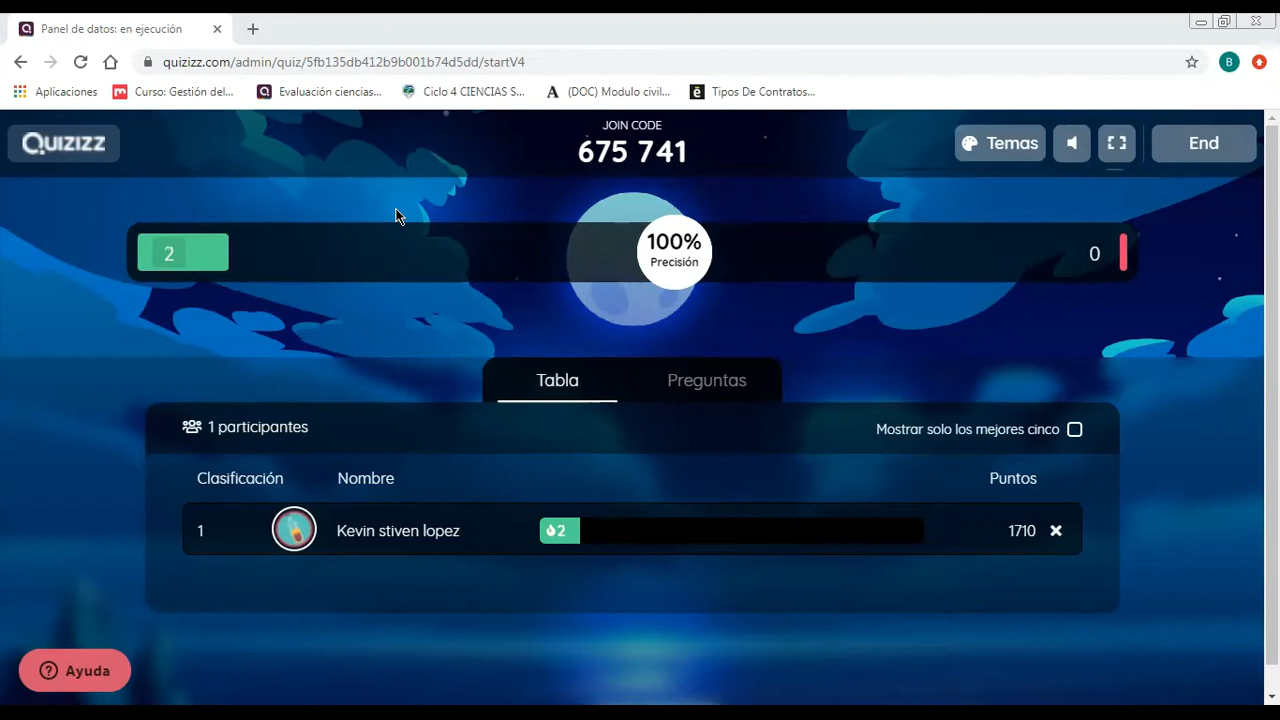 Panel de datos: en ejecución
quizizz.com/admin/quiz/5fb135db412b9b001b74d5dd/startV4
B
Aplicaciones
Curso: Gestión del...
Evaluación ciencias...
Ciclo 4 CIENCIAS S...
(DOC) Modulo civil...
Tipos De Contratos...
Quizizz
JOIN CODE
675 741
Temas
End
2
100%
Precisión
0
Tabla
Preguntas
1 participantes
Mostrar solo los mejores cinco
Clasificación
Nombre
Puntos
1
Kevin stiven lopez
2
1710
Ayuda